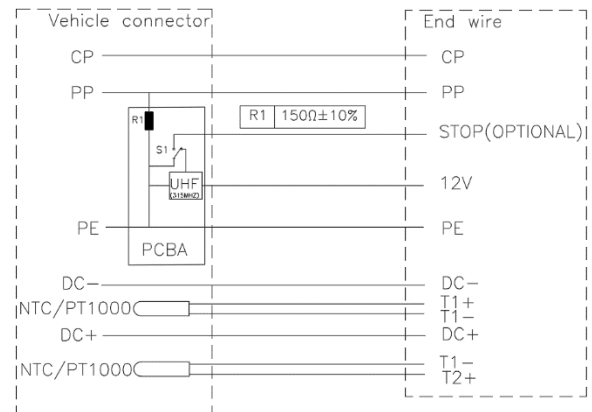 Vehicle connector
End wire
CP
CP
PP
PP
R1
R1 150Ω±10%
STOP(OPTIONAL)
S1
UHF
(315MHZ)
12V
PE
PE
PCBA
DC-
DC-
NTC/PT1000
T1+
T1-
DC+
DC+
NTC/PT1000
T1-
T2+